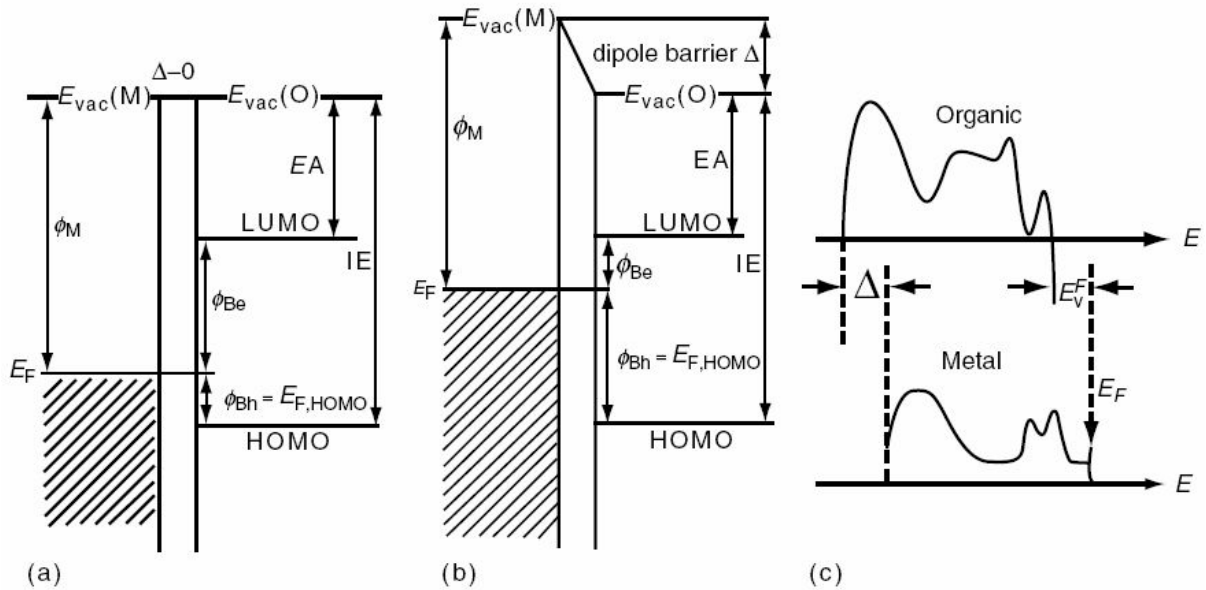 Δ–0
E_vac(M)
E_vac(O)
ϕ_M
EA
LUMO
IE
ϕ_Be
E_F
ϕ_Bh = E_F,HOMO
HOMO
(a)
E_vac(M)
dipole barrier Δ
E_vac(O)
ϕ_M
EA
LUMO
IE
ϕ_Be
E_F
ϕ_Bh = E_F,HOMO
HOMO
(b)
Organic
E
Δ
E_v^F
Metal
E_F
E
(c)